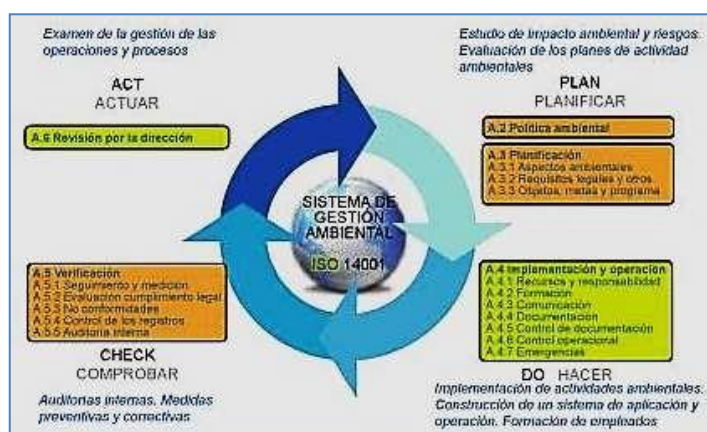 Examen de la gestión de las
operaciones y procesos
ACT
ACTUAR
A.6 Revisión por la dirección
Estudio de impacto ambiental y riesgos.
Evaluación de los planes de actividad
ambientales
PLAN
PLANIFICAR
A.2 Política ambiental
A.3 Planificación
A.3.1 Aspectos ambientales
A.3.2 Requisitos legales y otros
A.3.3 Objetos, metas y programa
SISTEMA DE
GESTIÓN
AMBIENTAL
ISO 14001
A.5 Verificación
A.5.1 Seguimiento y medición
A.5.2 Evaluación cumplimiento legal
A.5.3 No conformidades
A.5.4 Control de los registros
A.5.5 Auditoria interna
CHECK
COMPROBAR
Auditorias internas. Medidas
preventivas y correctivas
A.4 Implementación y operación
A.4.1 Recursos y responsabilidad
A.4.2 Formación
A.4.3 Comunicación
A.4.4 Documentación
A.4.5 Control de documentación
A.4.6 Control operacional
A.4.7 Emergencias
DO HACER
Implementación de actividades ambientales.
Construcción de un sistema de aplicación y
operación. Formación de empleados